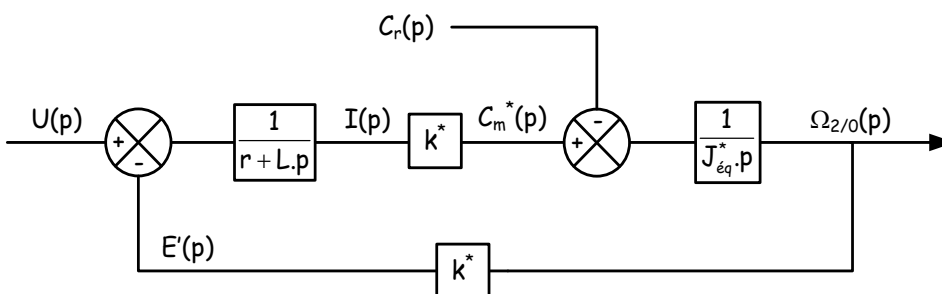 Cr(p)
U(p)
+
-
1
r + L.p
I(p)
k*
Cm*(p)
-
+
1
J*éq.p
Ω2/0(p)
E'(p)
k*